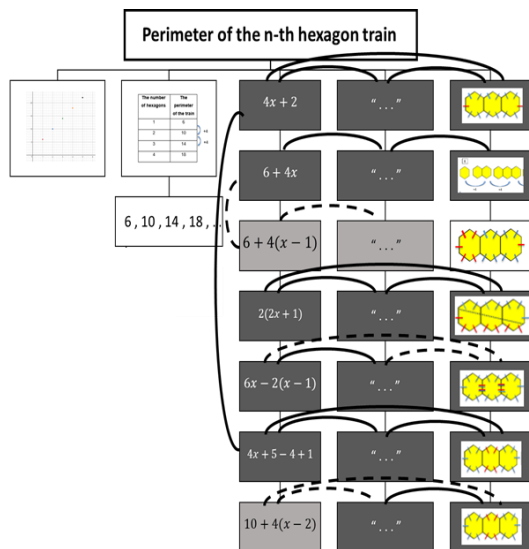 Perimeter of the n-th hexagon train
The number of hexagons
The perimeter of the train
1 6
2 10
3 14
4 18
+4
+4
6 , 10 , 14 , 18 , ...
4x + 2
“ . . . ”
6 + 4x
“ . . . ”
6 + 4(x − 1)
“ . . . ”
2(2x + 1)
“ . . . ”
6x − 2(x − 1)
“ . . . ”
4x + 5 − 4 + 1
“ . . . ”
10 + 4(x − 2)
“ . . . ”